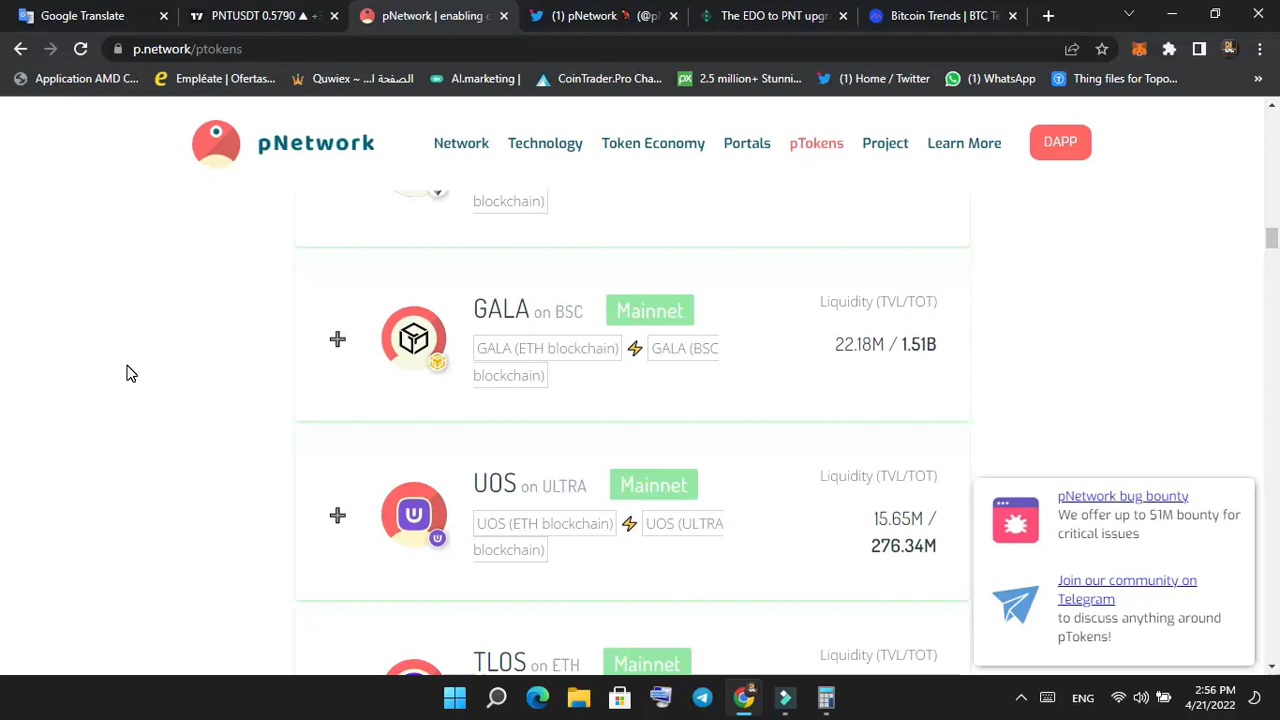 Google Translate
PNTUSDT 0.5790 ▲ +3
pNetwork | enabling c
(1) pNetwork
The EDO to PNT upgr
Bitcoin Trends | BTC Te
p.network/ptokens
Application AMD C...
Empléate | Ofertas...
Quwiex ~ الصفحة ا...
AI.marketing |
CoinTrader.Pro Cha...
2.5 million+ Stunni...
(1) Home / Twitter
(1) WhatsApp
Thing files for Topo...
»
pNetwork
Network
Technology
Token Economy
Portals
pTokens
Project
Learn More
DAPP
blockchain)
GALA on BSC
Mainnet
Liquidity (TVL/TOT)
GALA (ETH blockchain) ⚡ GALA (BSC
blockchain)
22.18M / 1.51B
UOS on ULTRA
Mainnet
Liquidity (TVL/TOT)
UOS (ETH blockchain) ⚡ UOS (ULTRA
blockchain)
15.65M /
276.34M
TLOS on ETH
Mainnet
Liquidity (TVL/TOT)
pNetwork bug bounty
We offer up to $1M bounty for
critical issues
Join our community on
Telegram
to discuss anything around
pTokens!
ENG
2:56 PM
4/21/2022